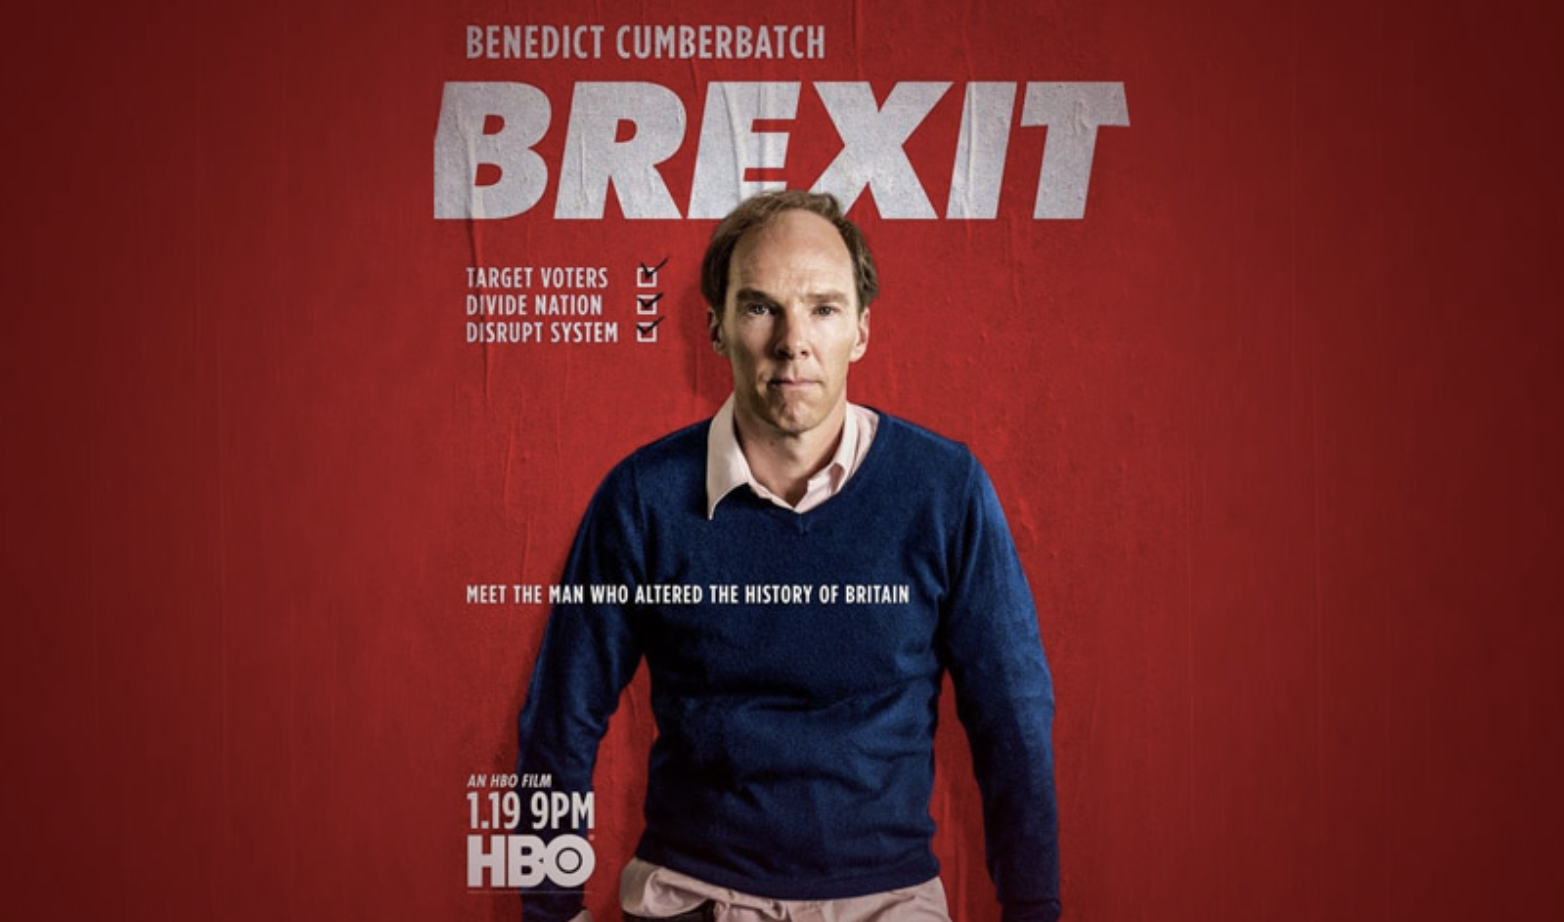 BENEDICT CUMBERBATCH
BREXIT
TARGET VOTERS
DIVIDE NATION
DISRUPT SYSTEM
MEET THE MAN WHO ALTERED THE HISTORY OF BRITAIN
AN HBO FILM
1.19 9PM
HBO